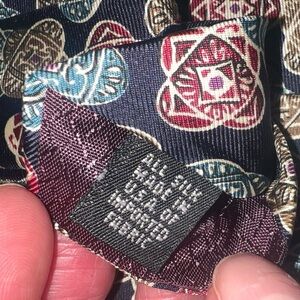 ALL SILK
MADE IN
U.S.A. OF
IMPORTED
FABRIC